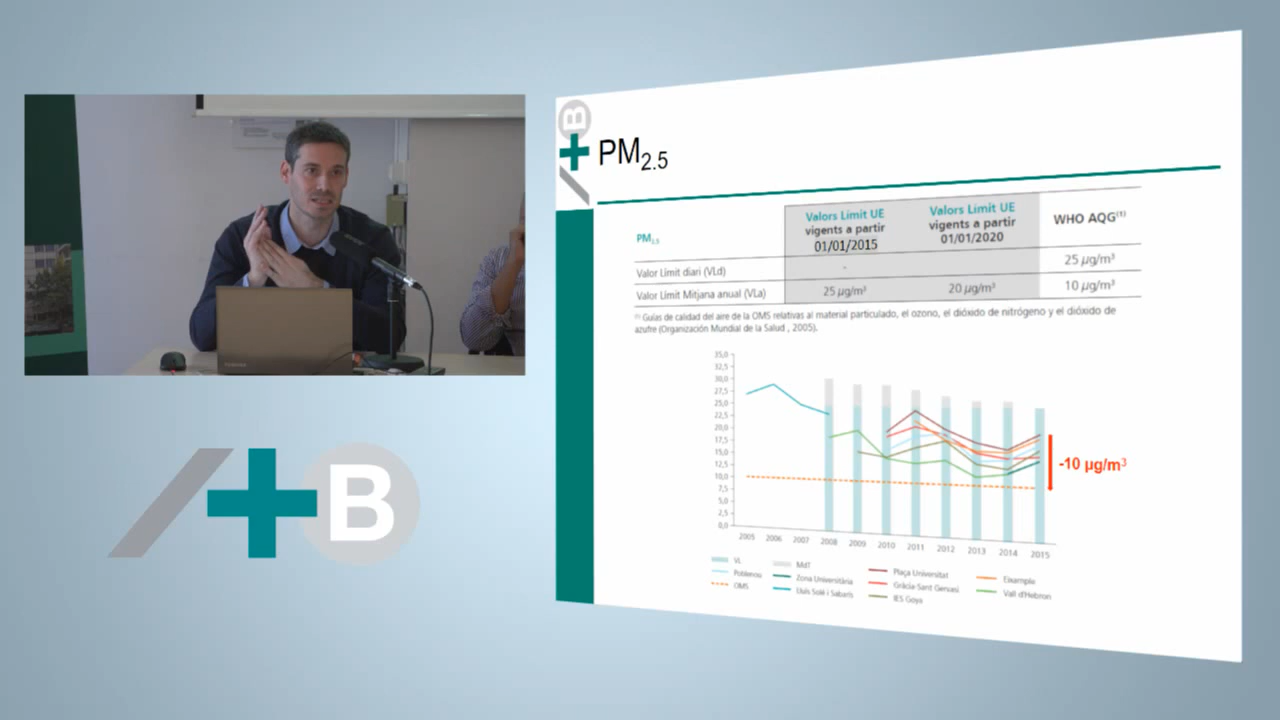 B
PM2.5
PM2.5
Valors Límit UE
vigents a partir
01/01/2015
Valors Límit UE
vigents a partir
01/01/2020
WHO AQG(1)
Valor Límit diari (VLd)
-
25 µg/m³
Valor Límit Mitjana anual (VLa)
25 µg/m³
20 µg/m³
10 µg/m³
(1) Guías de calidad del aire de la OMS relativas al material particulado, el ozono, el dióxido de nitrógeno y el dióxido de
azufre (Organización Mundial de la Salud , 2005).
35,0
32,5
30,0
27,5
25,0
22,5
20,0
17,5
15,0
12,5
10,0
7,5
5,0
2,5
0,0
2005 2006 2007 2008 2009 2010 2011 2012 2013 2014 2015
-10 µg/m³
VL
MdT
Plaça Universitat
Eixample
Poblenou
Zona Universitària
Gràcia-Sant Gervasi
Vall d'Hebron
OMS
Lluís Solé i Sabarís
IES Goya
TOSHIBA
B